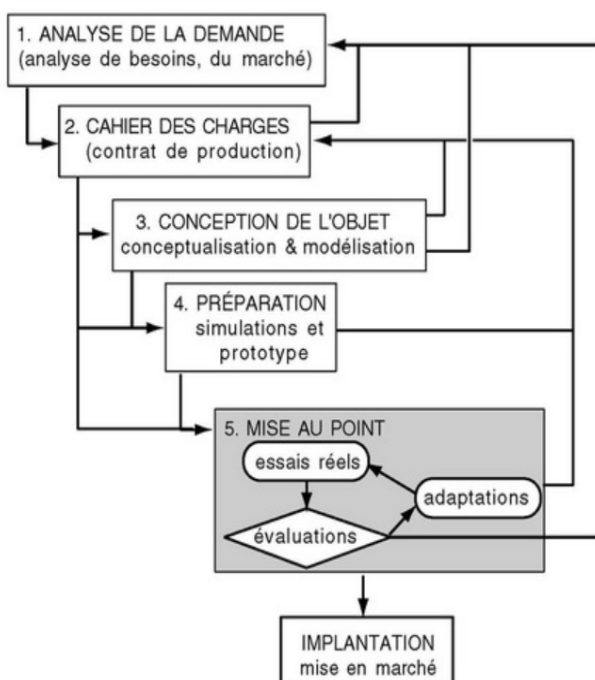 1. ANALYSE DE LA DEMANDE
(analyse de besoins, du marché)
2. CAHIER DES CHARGES
(contrat de production)
3. CONCEPTION DE L'OBJET
conceptualisation & modélisation
4. PRÉPARATION
simulations et
prototype
5. MISE AU POINT
essais réels
adaptations
évaluations
IMPLANTATION
mise en marché